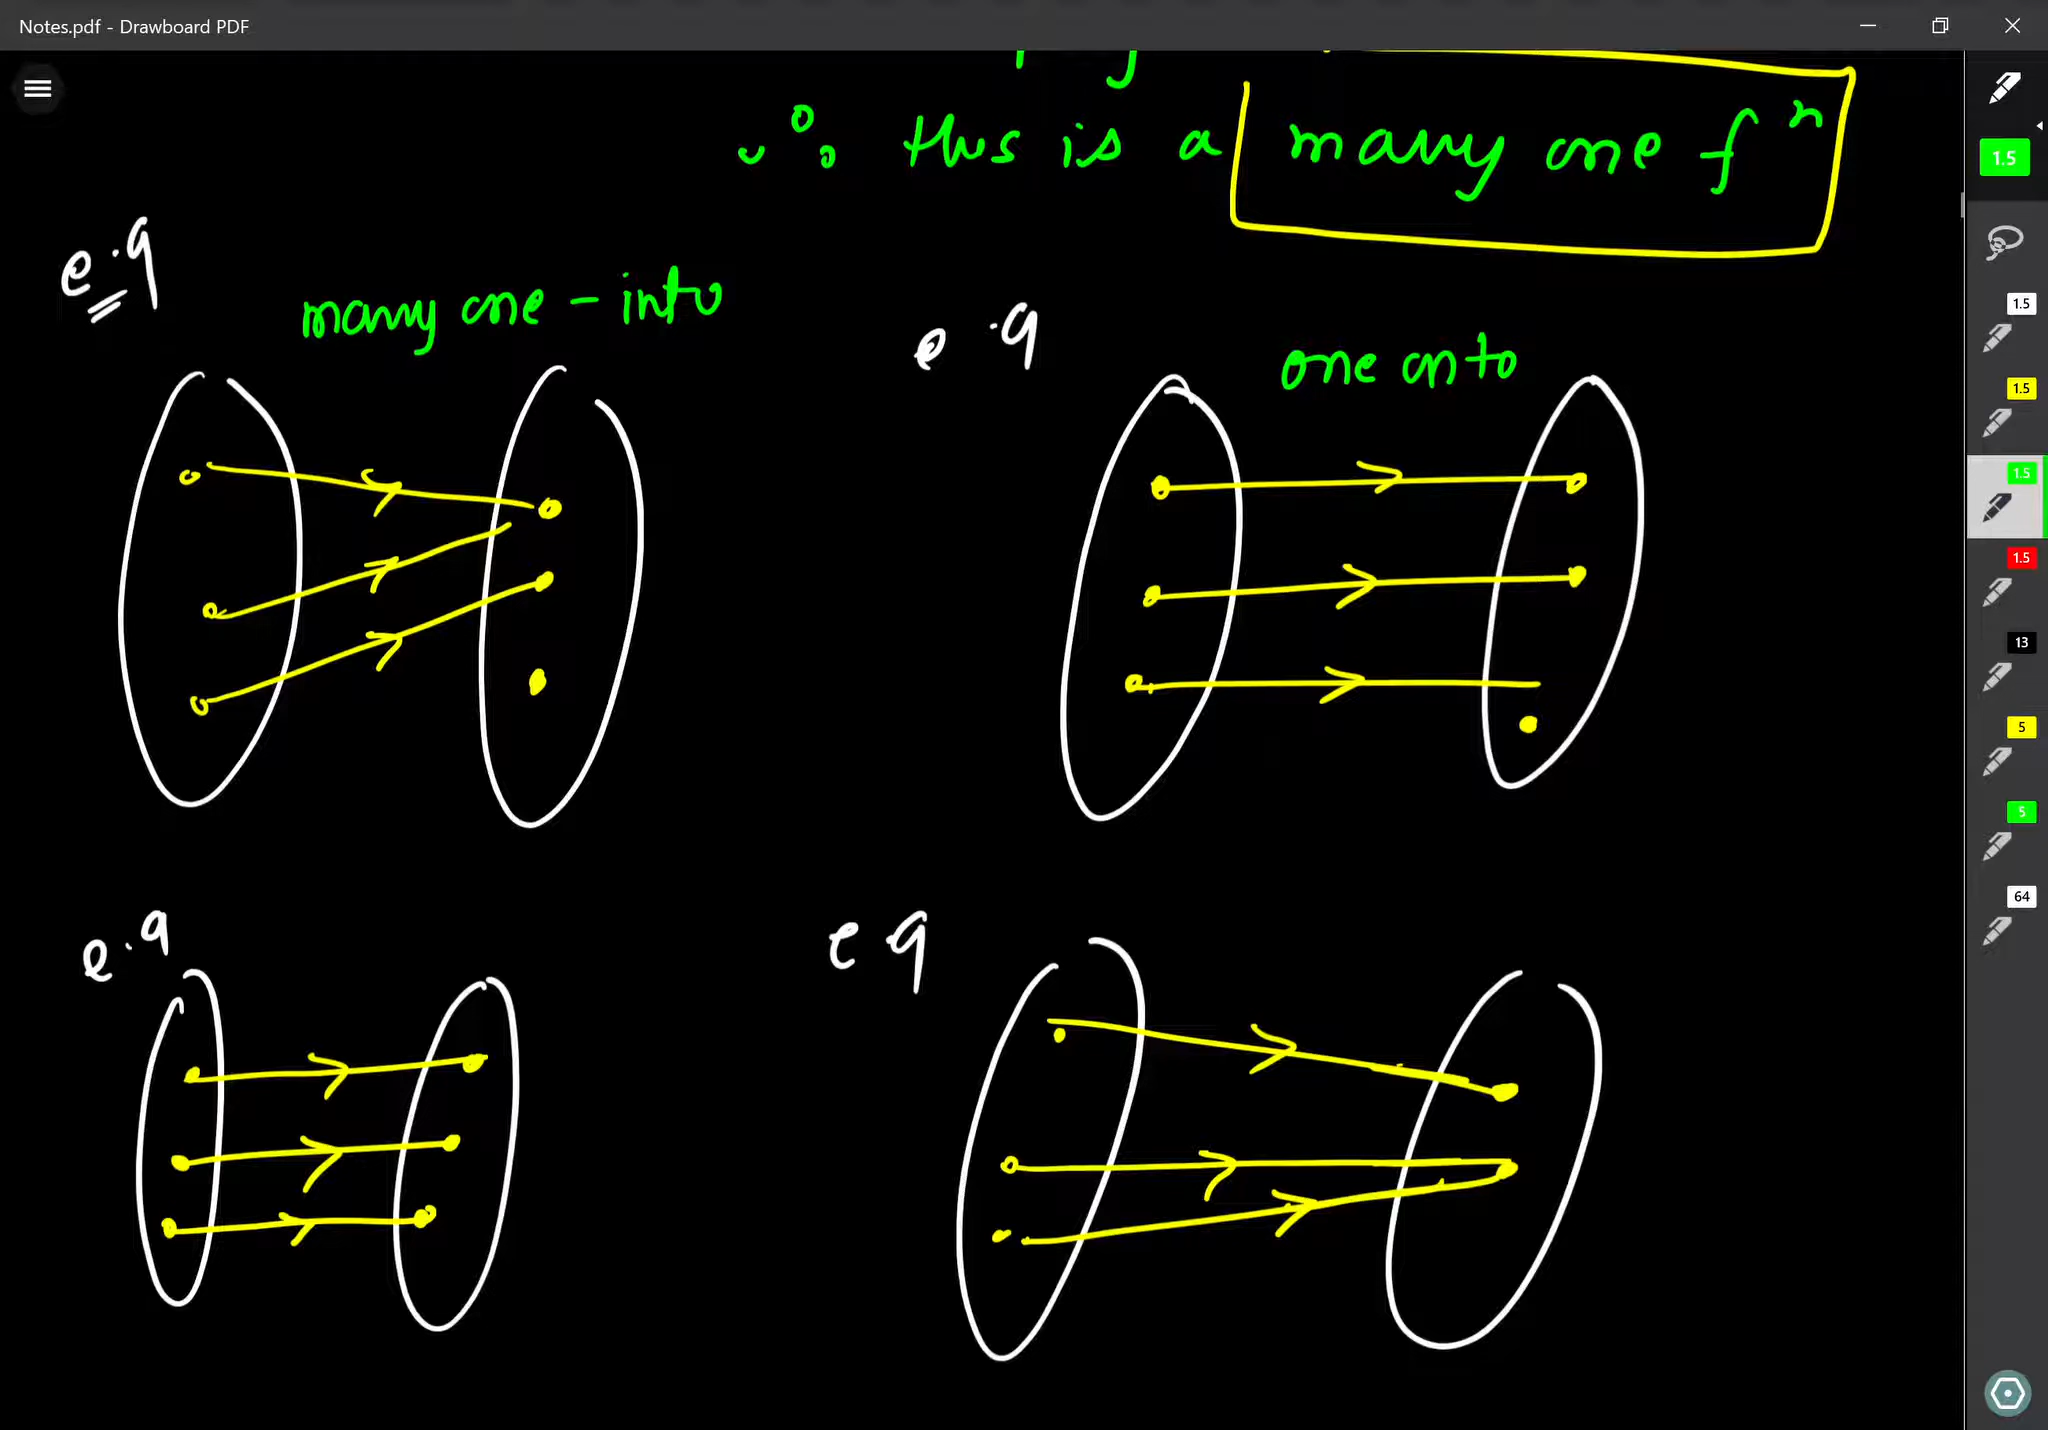 Notes.pdf - Drawboard PDF
∴ this is a many one fⁿ
e.g
many one - into
e.g
one onto
e.g
e.g
1.5
1.5
1.5
1.5
1.5
13
5
5
64